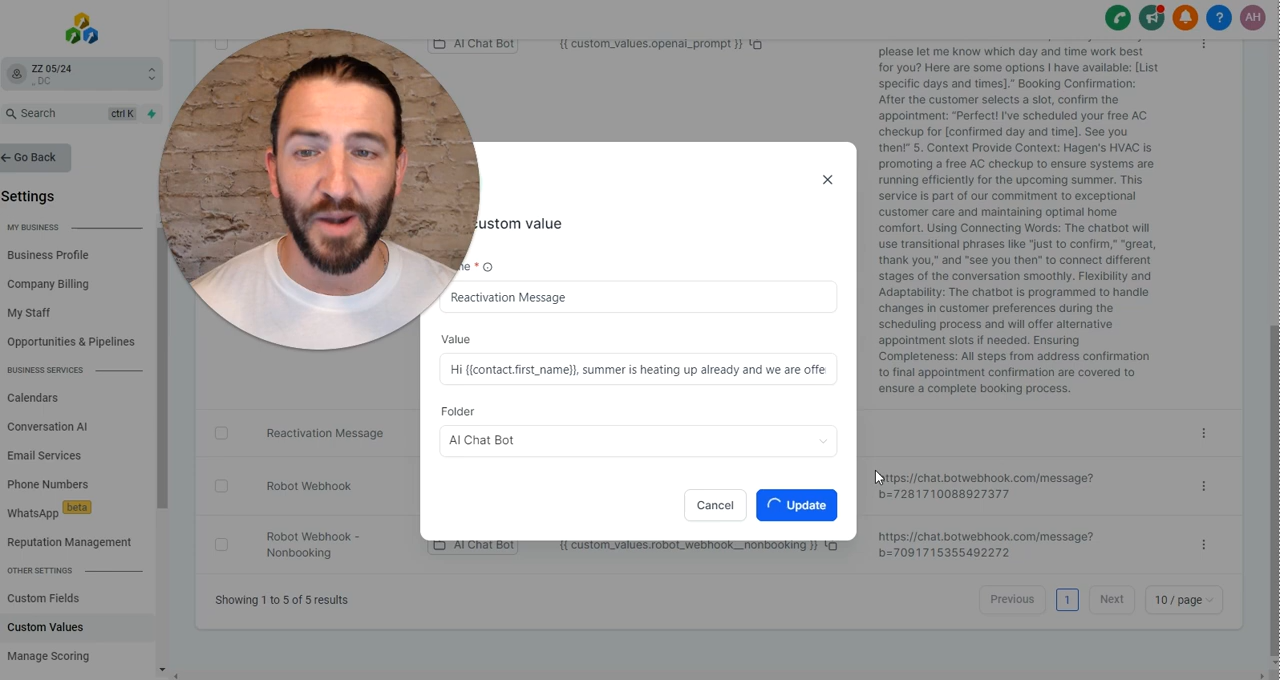 AH
ZZ 05/24
_ DC
Search
ctrl K
Go Back
Settings
MY BUSINESS
Business Profile
Company Billing
My Staff
Opportunities & Pipelines
BUSINESS SERVICES
Calendars
Conversation AI
Email Services
Phone Numbers
WhatsApp
beta
Reputation Management
OTHER SETTINGS
Custom Fields
Custom Values
Manage Scoring
AI Chat Bot
{{ custom_values.openai_prompt }}
please let me know which day and time work best
for you? Here are some options I have available: [List
specific days and times]." Booking Confirmation:
After the customer selects a slot, confirm the
appointment: "Perfect! I've scheduled your free AC
checkup for [confirmed day and time]. See you
then!" 5. Context Provide Context: Hagen's HVAC is
promoting a free AC checkup to ensure systems are
running efficiently for the upcoming summer. This
service is part of our commitment to exceptional
customer care and maintaining optimal home
comfort. Using Connecting Words: The chatbot will
use transitional phrases like "just to confirm," "great,
thank you," and "see you then" to connect different
stages of the conversation smoothly. Flexibility and
Adaptability: The chatbot is programmed to handle
changes in customer preferences during the
scheduling process and will offer alternative
appointment slots if needed. Ensuring
Completeness: All steps from address confirmation
to final appointment confirmation are covered to
ensure a complete booking process.
custom value
me *
Reactivation Message
Value
Hi {{contact.first_name}}, summer is heating up already and we are offe
Folder
AI Chat Bot
Cancel
Update
Reactivation Message
Robot Webhook
https://chat.botwebhook.com/message?
b=7281710088927377
Robot Webhook -
Nonbooking
AI Chat Bot
{{ custom_values.robot_webhook__nonbooking }}
https://chat.botwebhook.com/message?
b=7091715355492272
Showing 1 to 5 of 5 results
Previous
1
Next
10 / page